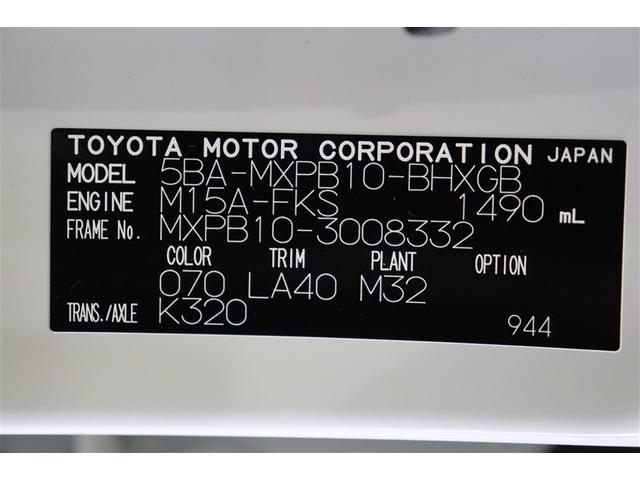 TOYOTA MOTOR CORPORATION JAPAN
MODEL 5BA-MXPB10-BHXGB
ENGINE M15A-FKS 1490 mL
FRAME No. MXPB10-3008332
COLOR TRIM PLANT OPTION
070 LA40 M32
TRANS./AXLE K320
944